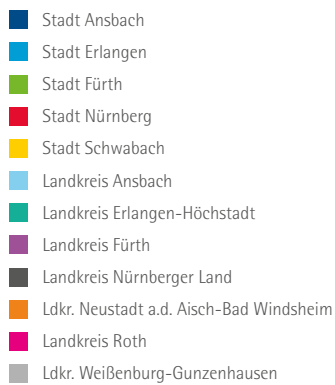 Stadt Ansbach
Stadt Erlangen
Stadt Fürth
Stadt Nürnberg
Stadt Schwabach
Landkreis Ansbach
Landkreis Erlangen-Höchstadt
Landkreis Fürth
Landkreis Nürnberger Land
Ldkr. Neustadt a.d. Aisch-Bad Windsheim
Landkreis Roth
Ldkr. Weißenburg-Gunzenhausen